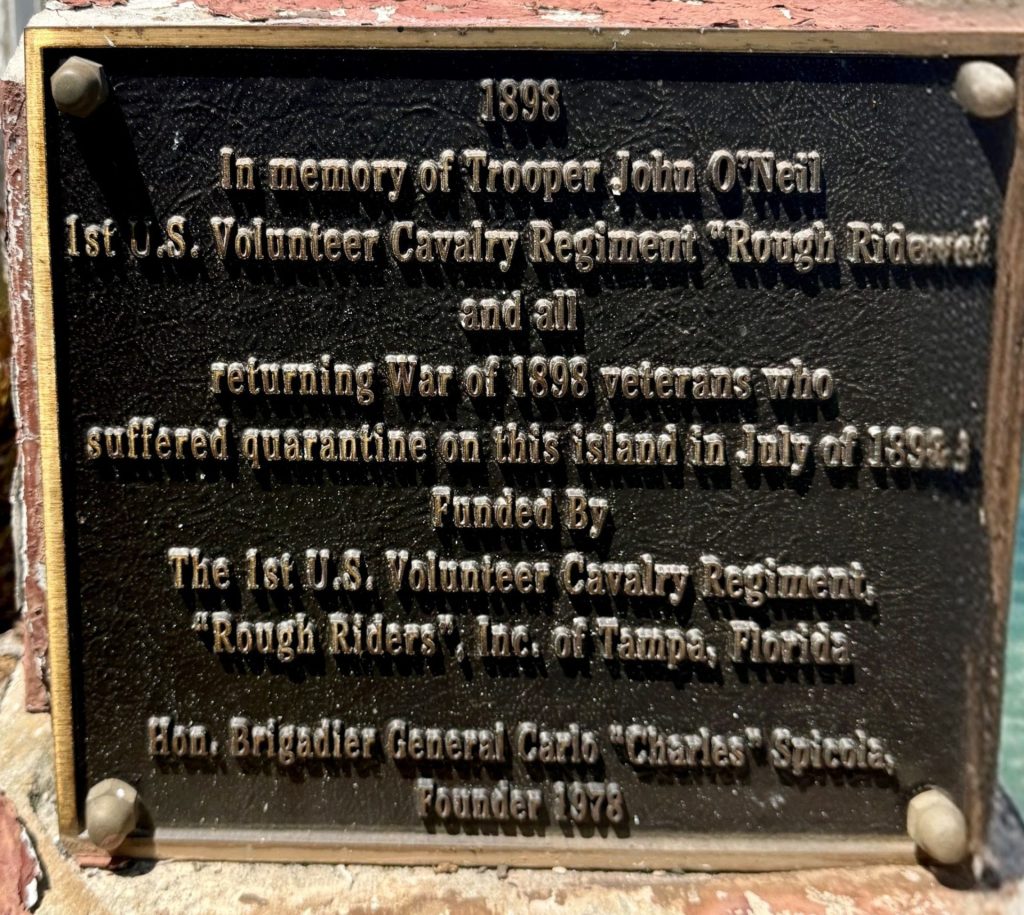 1898
In memory of Trooper John O'Neil
1st U.S. Volunteer Cavalry Regiment "Rough Riders"
and all
returning War of 1898 veterans who
suffered quarantine on this island in July of 1898.
Funded By
The 1st U.S. Volunteer Cavalry Regiment,
"Rough Riders", Inc. of Tampa, Florida
Hon. Brigadier General Carlo "Charles" Spicola,
Founder 1978